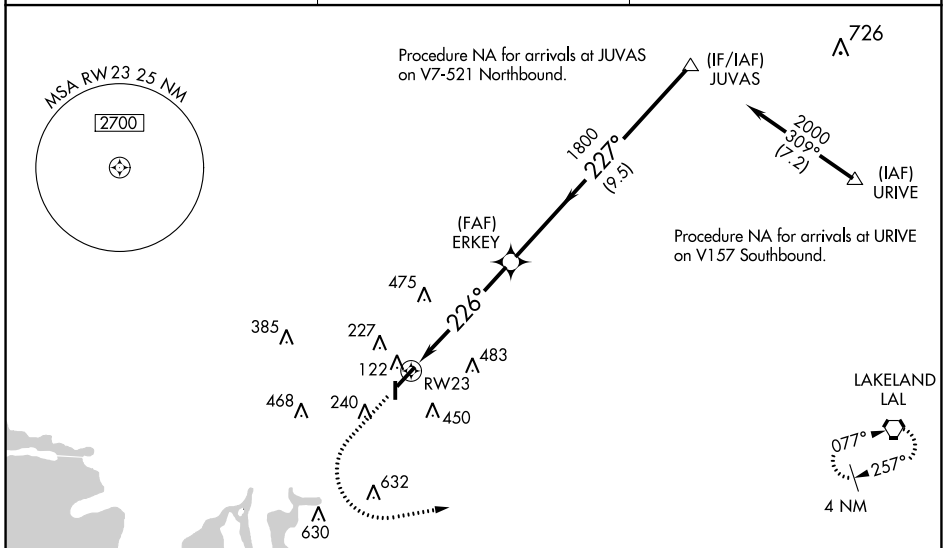 MSA RW23 25 NM
2700
Procedure NA for arrivals at JUVAS
on V7-521 Northbound.
(IF/IAF)
JUVAS
726
1800
227°
(9.5)
2000
309°
(7.2)
(IAF)
URIVE
Procedure NA for arrivals at URIVE
on V157 Southbound.
(FAF)
ERKEY
226°
475
385
227
122
483
RW23
468
240
450
632
630
LAKELAND
LAL
077°
257°
4 NM